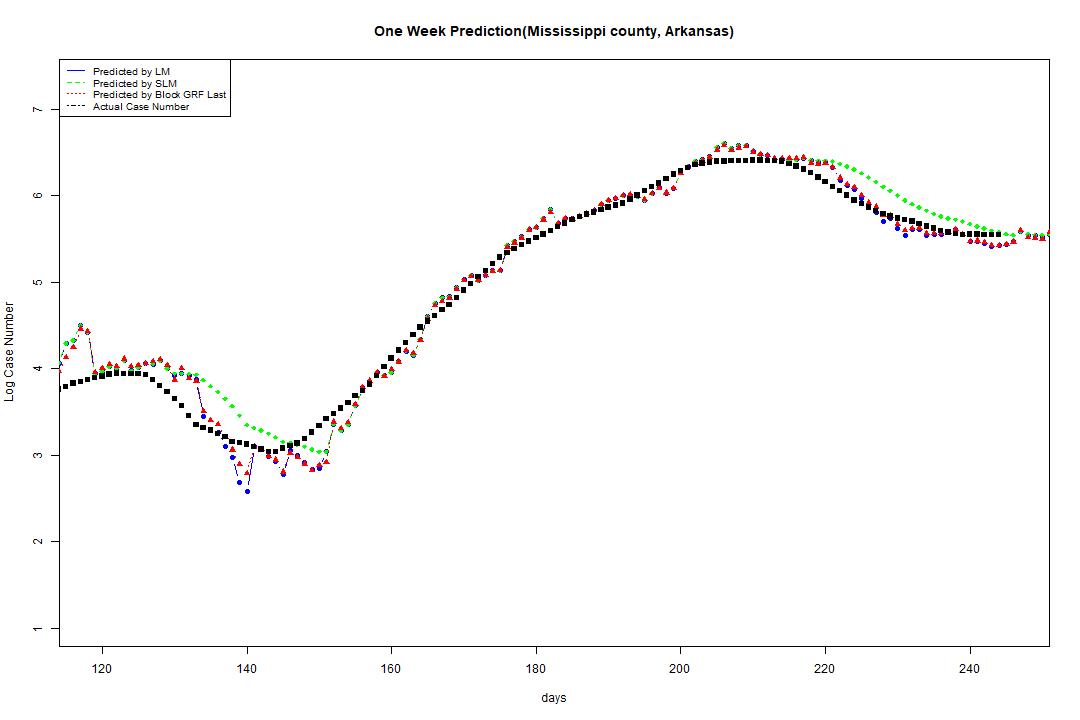 One Week Prediction(Mississippi county, Arkansas)
Predicted by LM
Predicted by SLM
Predicted by Block GRF Last
Actual Case Number
7
6
5
4
3
2
1
Log Case Number
120 140 160 180 200 220 240
days